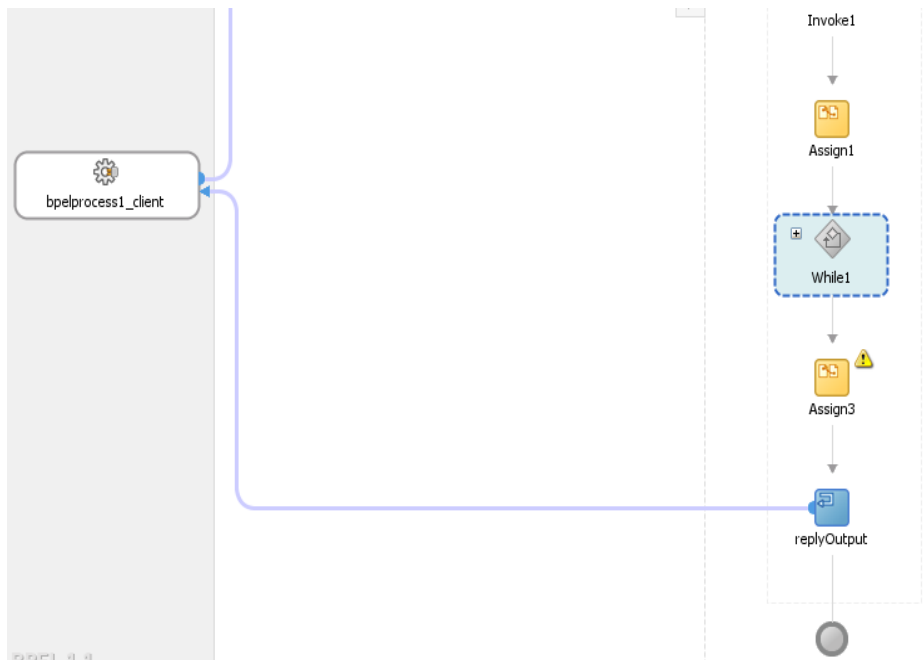 Invoke1
Assign1
bpelprocess1_client
While1
Assign3
replyOutput